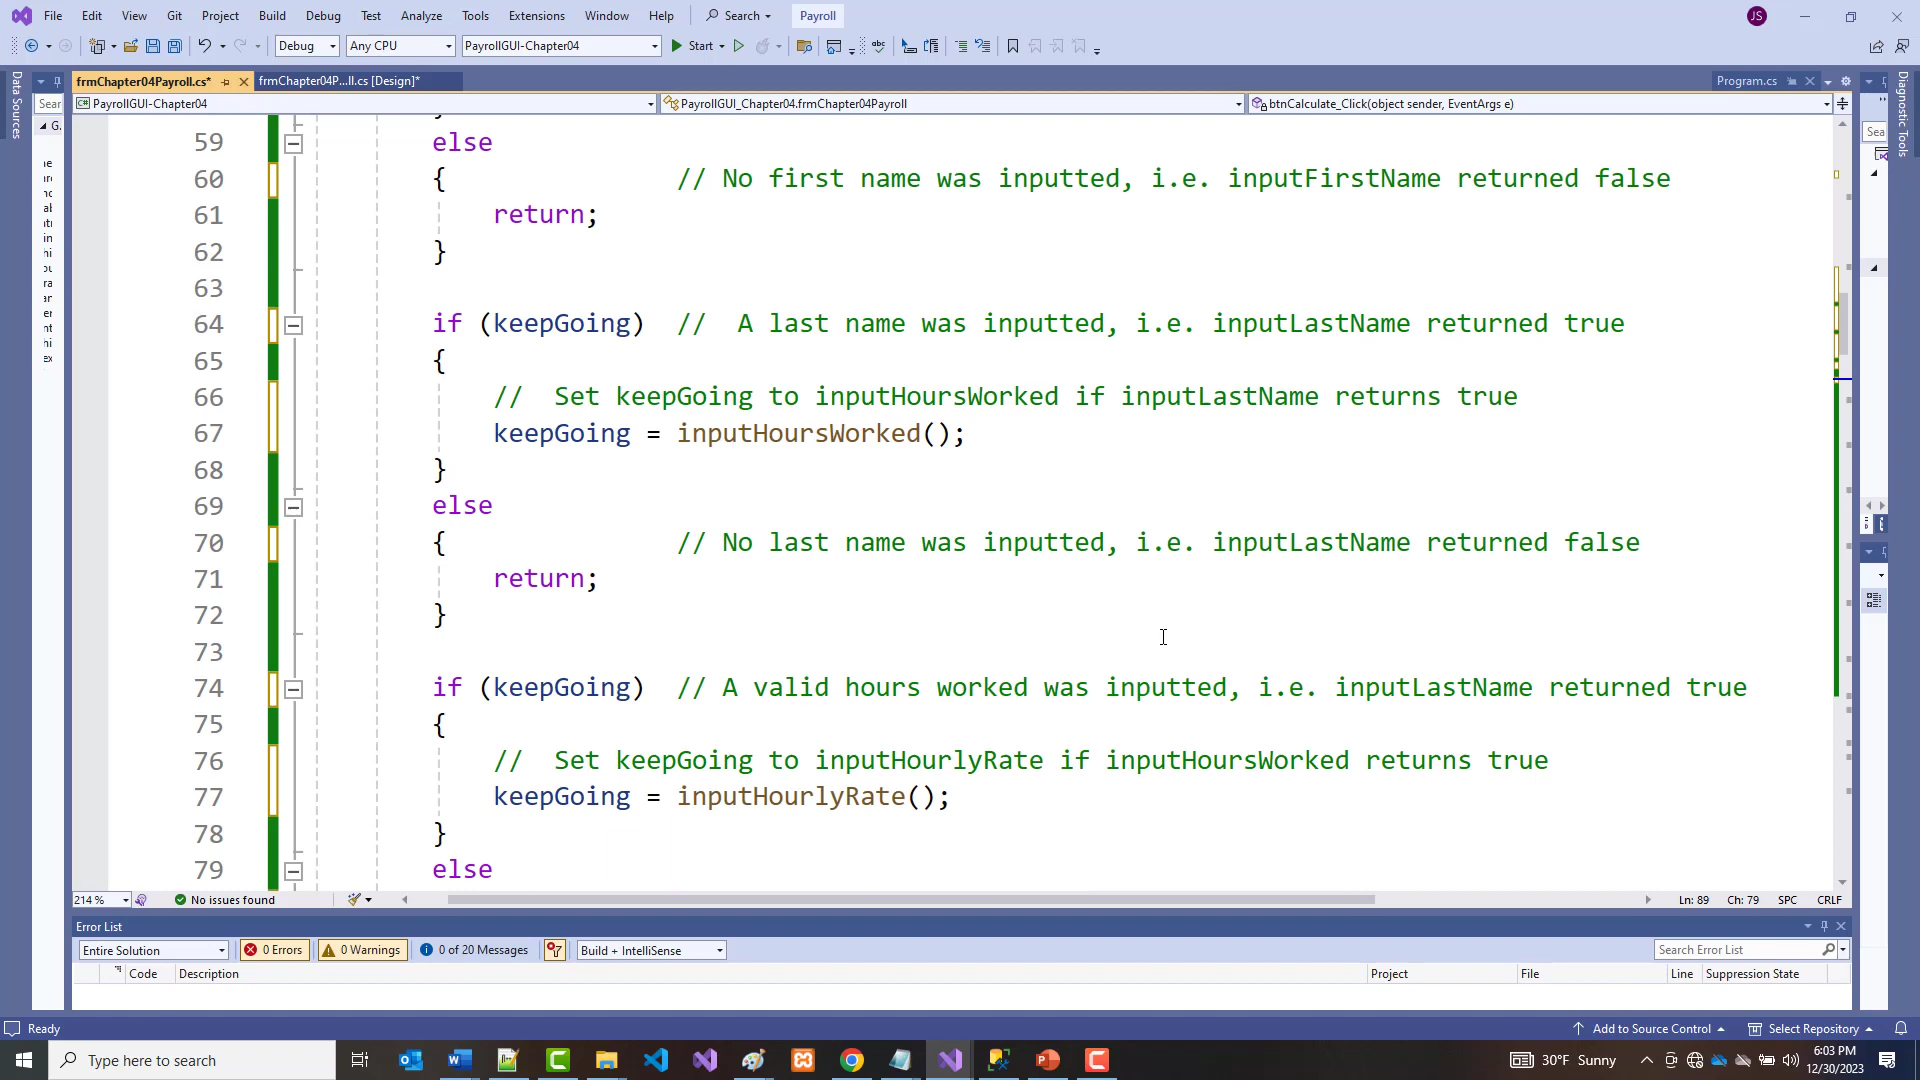 File Edit View Git Project Build Debug Test Analyze Tools Extensions Window Help Search Payroll JS
Debug Any CPU PayrollGUI-Chapter04 Start
frmChapter04Payroll.cs* frmChapter04P...ll.cs [Design]* Program.cs
PayrollGUI-Chapter04 PayrollGUI_Chapter04.frmChapter04Payroll btnCalculate_Click(object sender, EventArgs e)
Data Sources
Diagnostic Tools
Sear
G.
Sea
59 else
60 { // No first name was inputted, i.e. inputFirstName returned false
61 return;
62 }
63
64 if (keepGoing) //  A last name was inputted, i.e. inputLastName returned true
65 {
66 //  Set keepGoing to inputHoursWorked if inputLastName returns true
67 keepGoing = inputHoursWorked();
68 }
69 else
70 { // No last name was inputted, i.e. inputLastName returned false
71 return;
72 }
73
74 if (keepGoing) // A valid hours worked was inputted, i.e. inputLastName returned true
75 {
76 //  Set keepGoing to inputHourlyRate if inputHoursWorked returns true
77 keepGoing = inputHourlyRate();
78 }
79 else
214 % No issues found Ln: 89 Ch: 79 SPC CRLF
Error List
Entire Solution 0 Errors 0 Warnings 0 of 20 Messages Build + IntelliSense Search Error List
Code Description Project File Line Suppression State
Ready Add to Source Control Select Repository
Type here to search 30°F Sunny 6:03 PM
12/30/2023